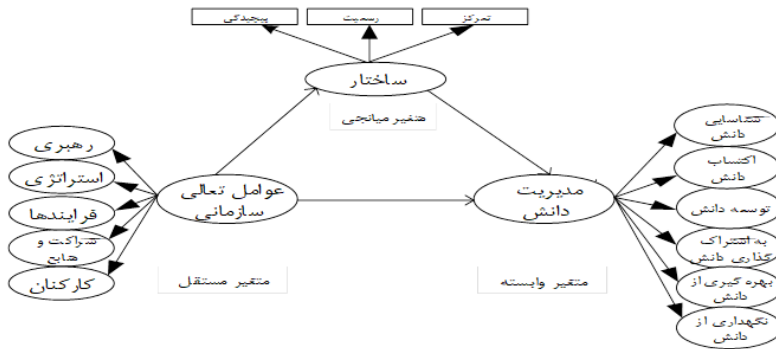 پیچیدگی
رسمیت
تمرکز
ساختار
متغیر میانجی
رهبری
استراتژی
فرایندها
شراکت و
منابع
کارکنان
عوامل تعالی
سازمانی
متغیر مستقل
مدیریت
دانش
متغیر وابسته
شناسایی
دانش
اکتساب
دانش
توسعه دانش
به اشتراک
گذاری دانش
بهره گیری از
دانش
نگهداری از
دانش